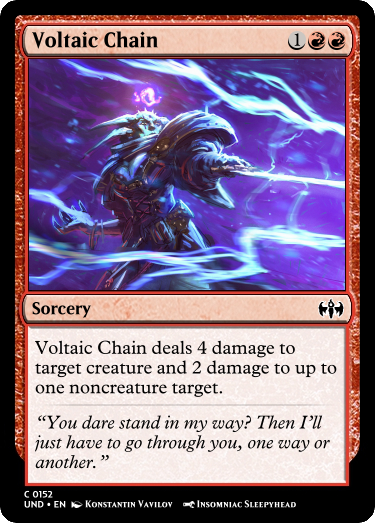 Voltaic Chain 1
Sorcery
Voltaic Chain deals 4 damage to
target creature and 2 damage to up to
one noncreature target.
“You dare stand in my way? Then I’ll
just have to go through you, one way or
another.”
C 0152
UND • EN Konstantin Vavilov Insomniac Sleepyhead